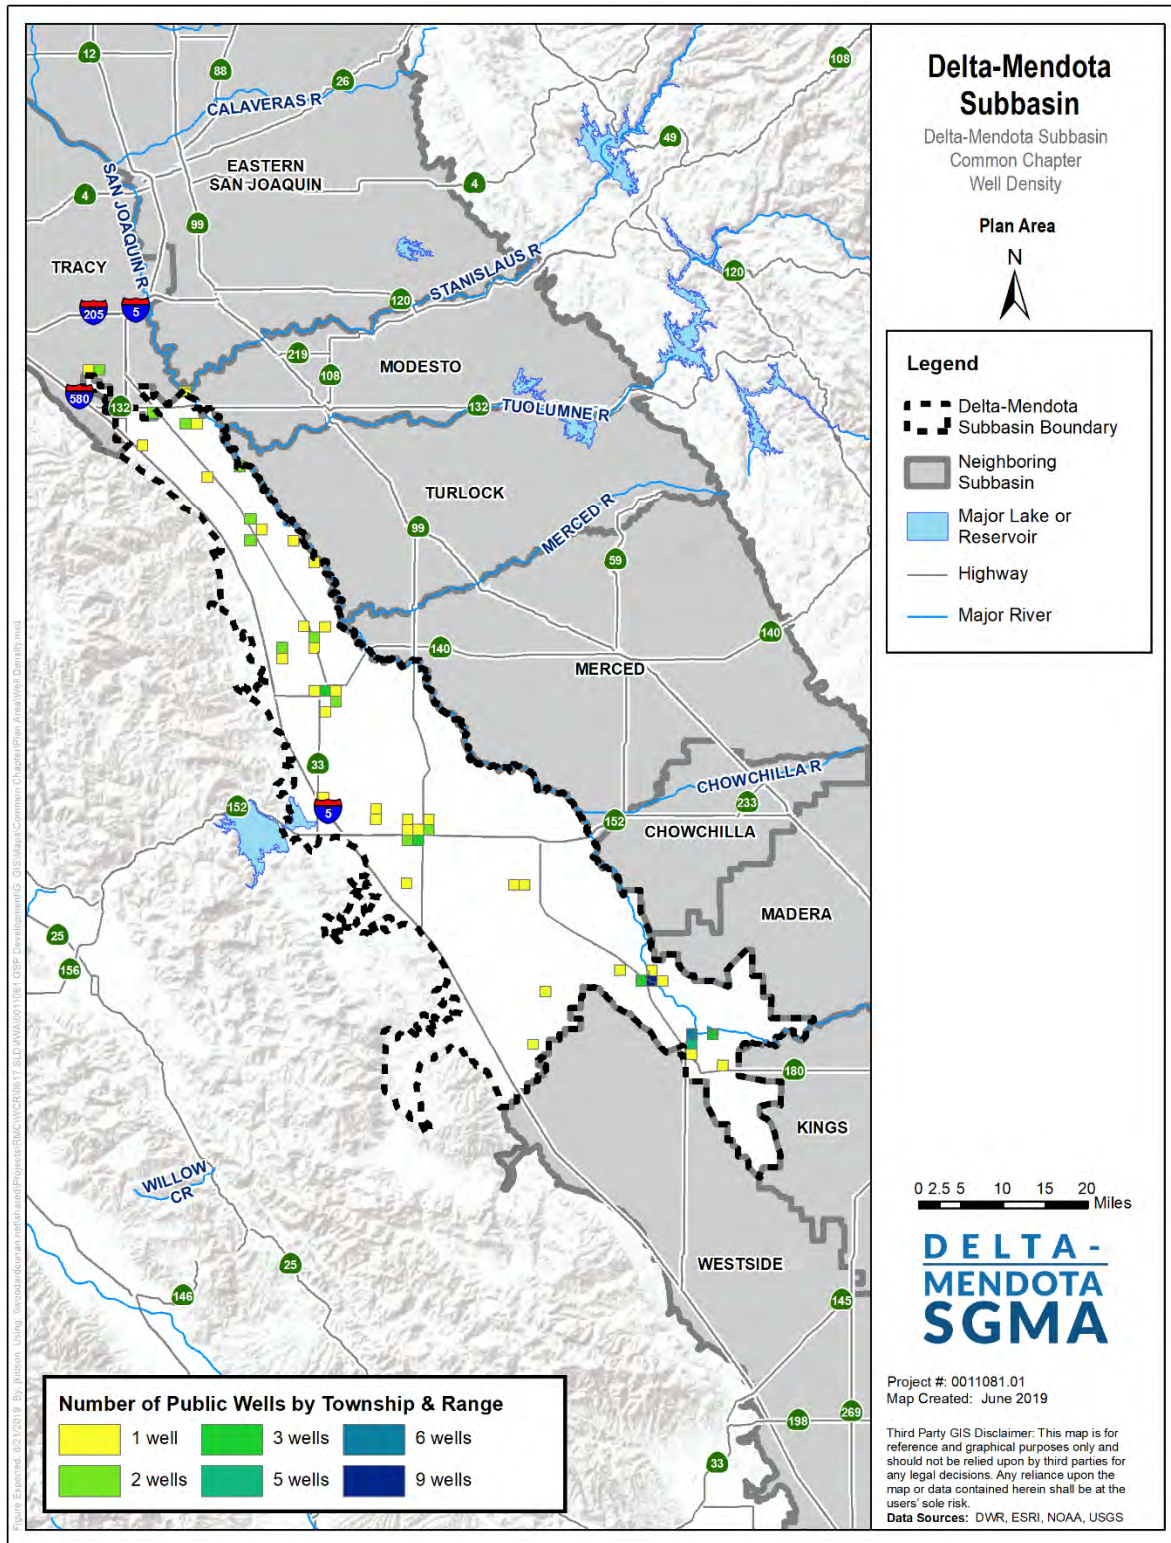 Delta-Mendota
Subbasin
Delta-Mendota Subbasin
Common Chapter
Well Density
Plan Area
N
Legend
Delta-Mendota
Subbasin Boundary
Neighboring
Subbasin
Major Lake or
Reservoir
Highway
Major River
0 2.5 5 10 15 20
Miles
DELTA-
MENDOTA
SGMA
Project #: 0011081.01
Map Created: June 2019
Third Party GIS Disclaimer: This map is for
reference and graphical purposes only and
should not be relied upon by third parties for
any legal decisions. Any reliance upon the
map or data contained herein shall be at the
users' sole risk.
Data Sources: DWR, ESRI, NOAA, USGS
12
88
26
108
CALAVERAS R
49
EASTERN
SAN JOAQUIN
4
4
SAN JOAQUIN R
99
TRACY
STANISLAUS R
120
120
205
5
219
108
MODESTO
580
132
132
TUOLUMNE R
TURLOCK
99
MERCED R
59
140
140
MERCED
33
CHOWCHILLA R
233
152
5
152
CHOWCHILLA
MADERA
25
156
180
KINGS
WILLOW
CR
WESTSIDE
25
146
145
198
269
33
Number of Public Wells by Township & Range
1 well
3 wells
6 wells
2 wells
5 wells
9 wells